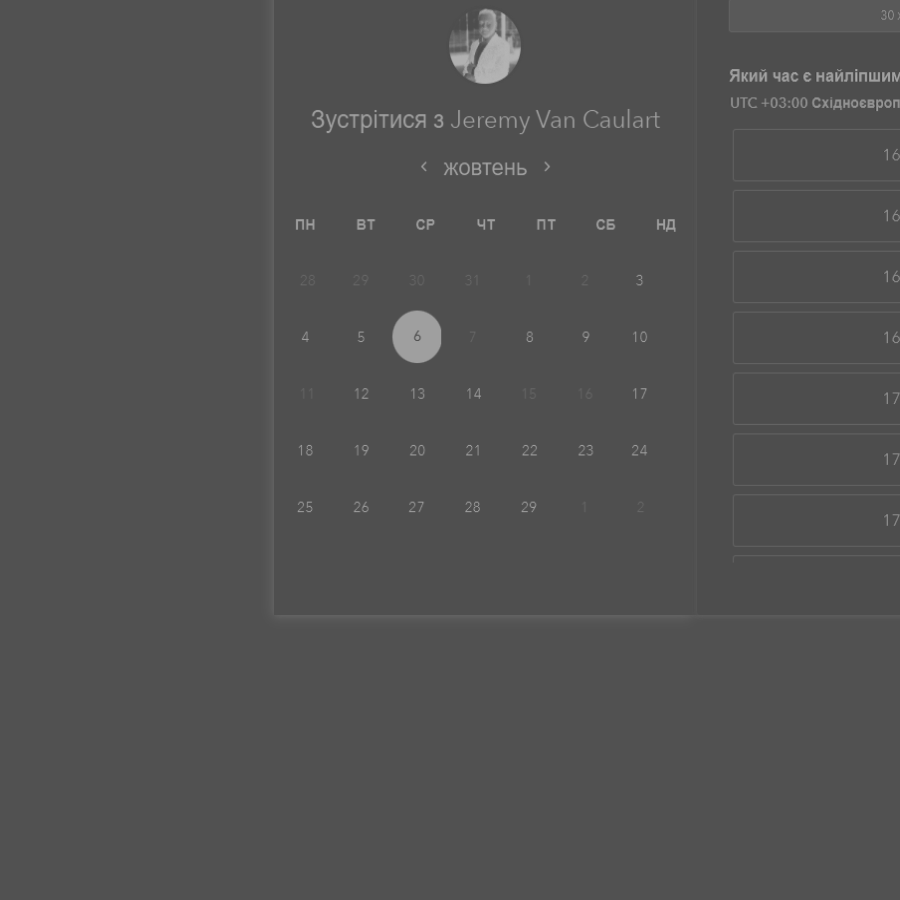 Зустрітися з Jeremy Van Caulart
жовтень
ПН ВТ СР ЧТ ПТ СБ НД
28 29 30 31 1 2 3
4 5 6 7 8 9 10
11 12 13 14 15 16 17
18 19 20 21 22 23 24
25 26 27 28 29 1 2
30
Який час є найліпшим
UTC +03:00 Східноєвроп
16
16
16
16
17
17
17